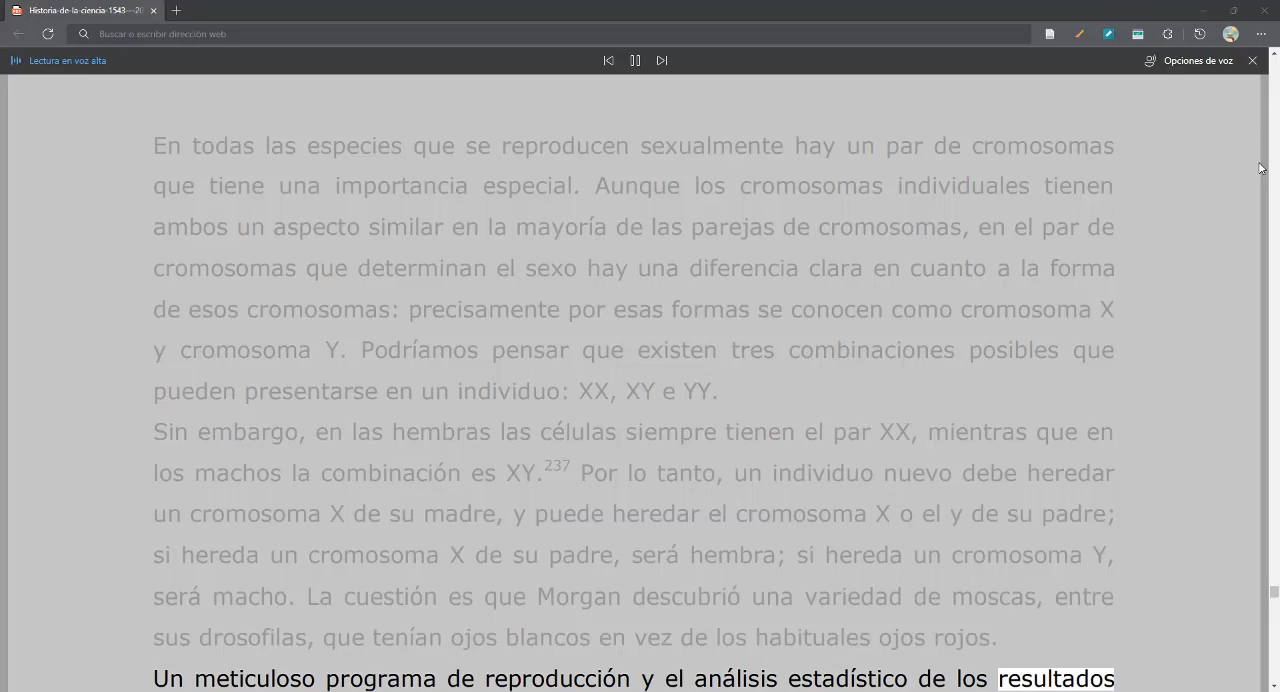 Historia-de-la-ciencia-1543---20
Buscar o escribir dirección web
Lectura en voz alta
Opciones de voz
En todas las especies que se reproducen sexualmente hay un par de cromosomas
que tiene una importancia especial. Aunque los cromosomas individuales tienen
ambos un aspecto similar en la mayoría de las parejas de cromosomas, en el par de
cromosomas que determinan el sexo hay una diferencia clara en cuanto a la forma
de esos cromosomas: precisamente por esas formas se conocen como cromosoma X
y cromosoma Y. Podríamos pensar que existen tres combinaciones posibles que
pueden presentarse en un individuo: XX, XY e YY.
Sin embargo, en las hembras las células siempre tienen el par XX, mientras que en
los machos la combinación es XY.237 Por lo tanto, un individuo nuevo debe heredar
un cromosoma X de su madre, y puede heredar el cromosoma X o el y de su padre;
si hereda un cromosoma X de su padre, será hembra; si hereda un cromosoma Y,
será macho. La cuestión es que Morgan descubrió una variedad de moscas, entre
sus drosofilas, que tenían ojos blancos en vez de los habituales ojos rojos.
Un meticuloso programa de reproducción y el análisis estadístico de los resultados